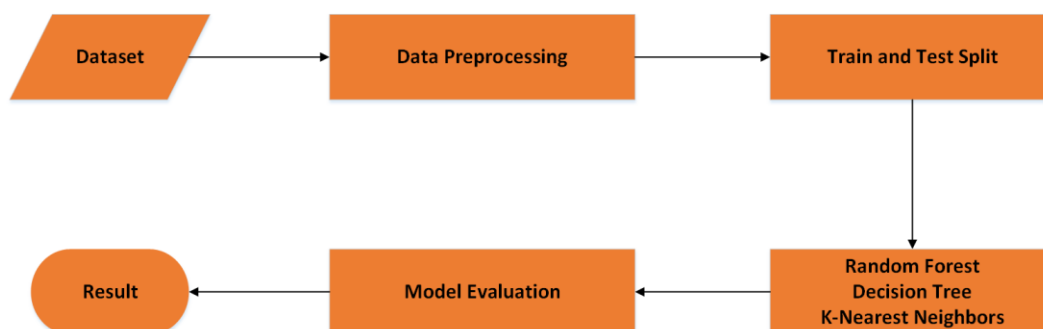 Dataset
Data Preprocessing
Train and Test Split
Random Forest
Decision Tree
K-Nearest Neighbors
Model Evaluation
Result